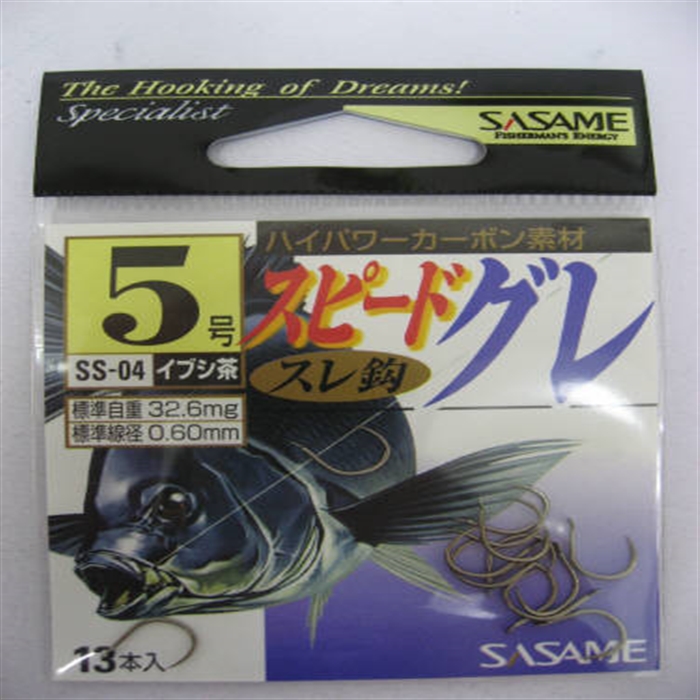 The Hooking of Dreams!
Specialist
SASAME
FISHERMAN'S ENERGY
ハイパワーカーボン素材
5号
スピードグレ
SS-04 イブシ茶
スレ鈎
標準自重 32.6mg
標準線径 0.60mm
13本入
SASAME